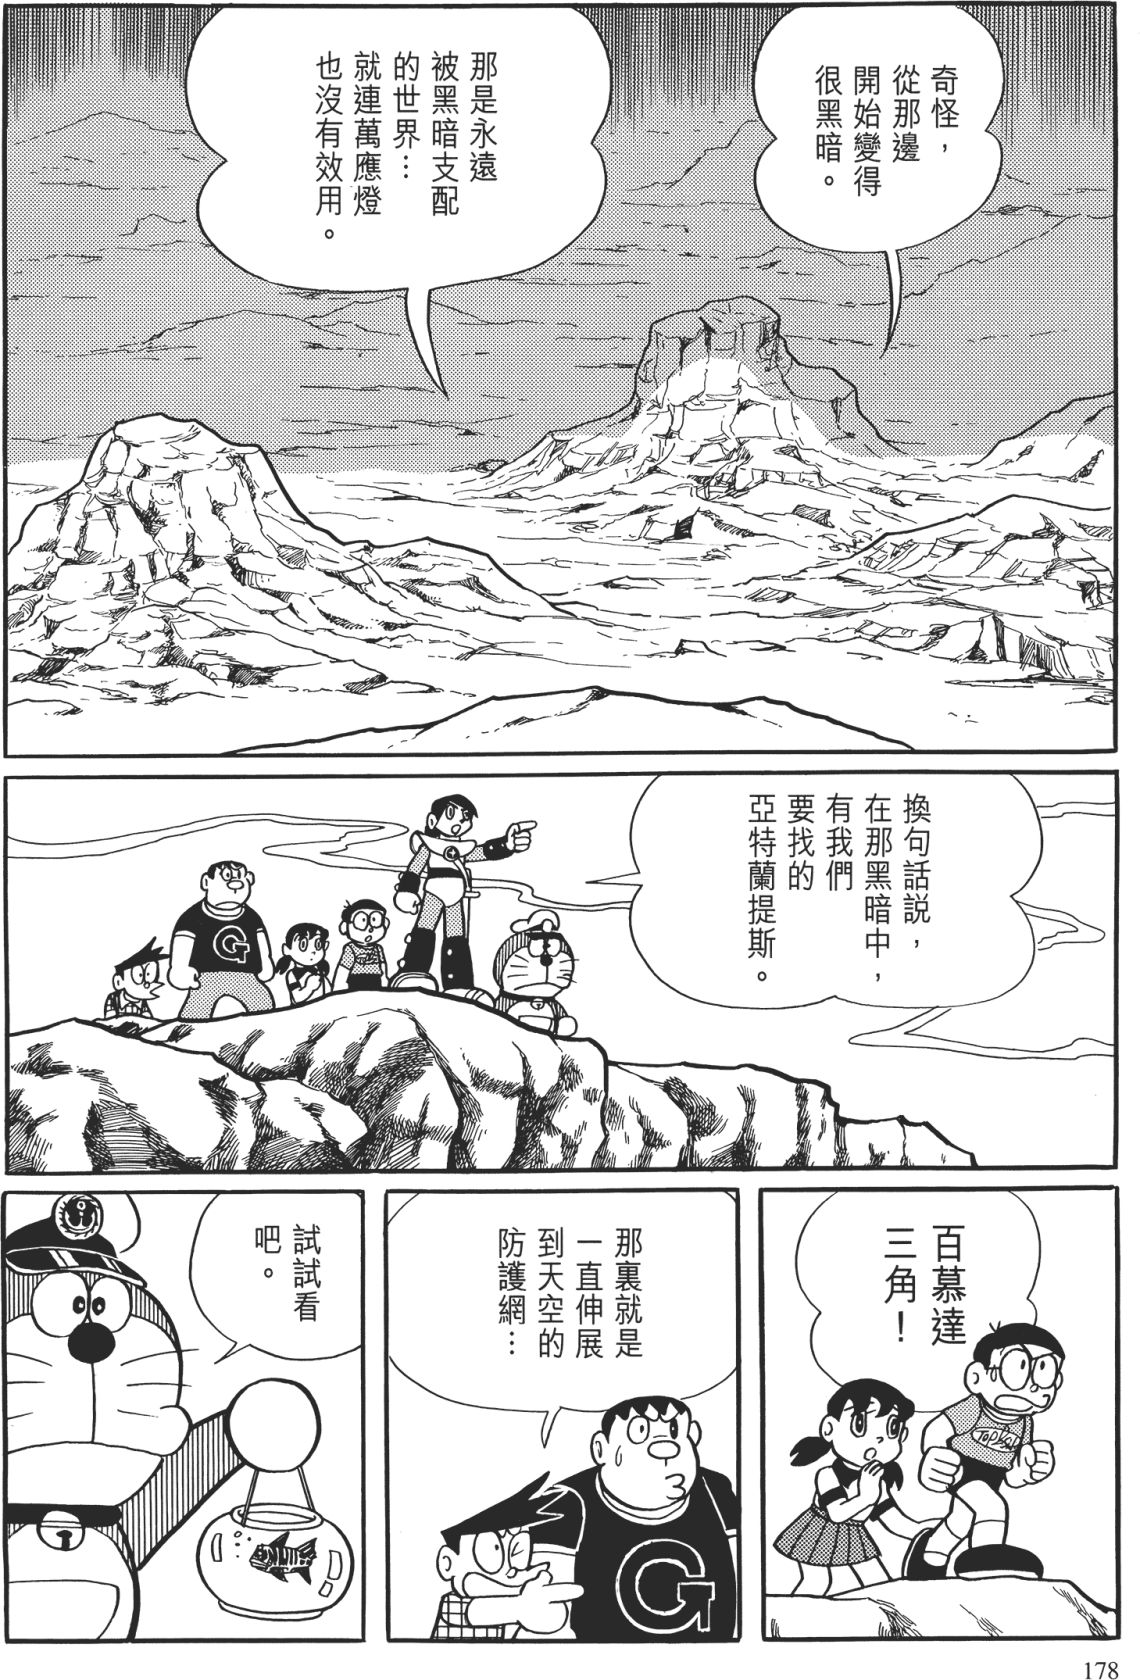 奇怪，
從那邊
開始變得
很黑暗。
那是永遠
被黑暗支配
的世界…
就連萬應燈
也沒有效用。
換句話說，
在那黑暗中，
有我們
要找的
亞特蘭提斯。
G
百慕達
三角！
那裏就是
一直伸展
到天空的
防護網…
G
試試看
吧。
178